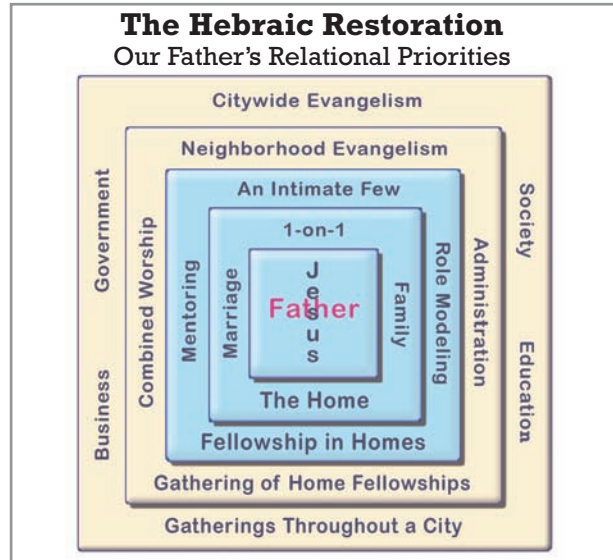 The Hebraic Restoration
Our Father's Relational Priorities
Citywide Evangelism
Neighborhood Evangelism
An Intimate Few
1-on-1
Government
Business
Combined Worship
Mentoring
Marriage
Jesus
Father
Family
Role Modeling
Administration
Society
Education
The Home
Fellowship in Homes
Gathering of Home Fellowships
Gatherings Throughout a City